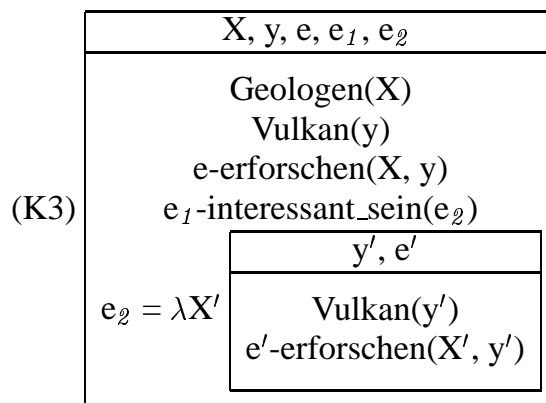 X, y, e, e₁, e₂
Geologen(X)
Vulkan(y)
e-erforschen(X, y)
(K3) e₁-interessant_sein(e₂)
y′, e′
e₂ = λX′ Vulkan(y′)
e′-erforschen(X′, y′)